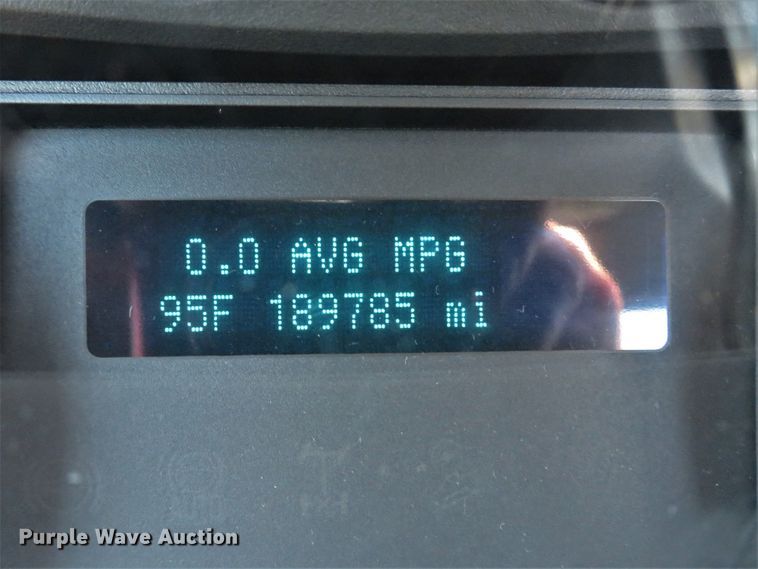 0.0 AVG MPG
95F 189785 mi
Purple Wave Auction